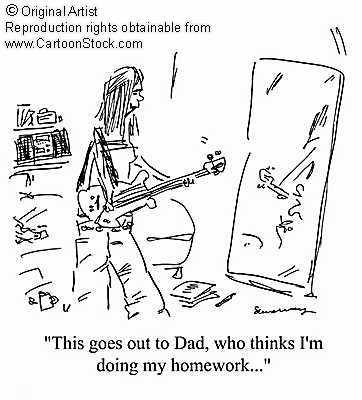 © Original Artist
Reproduction rights obtainable from
www.CartoonStock.com
"This goes out to Dad, who thinks I'm
doing my homework..."